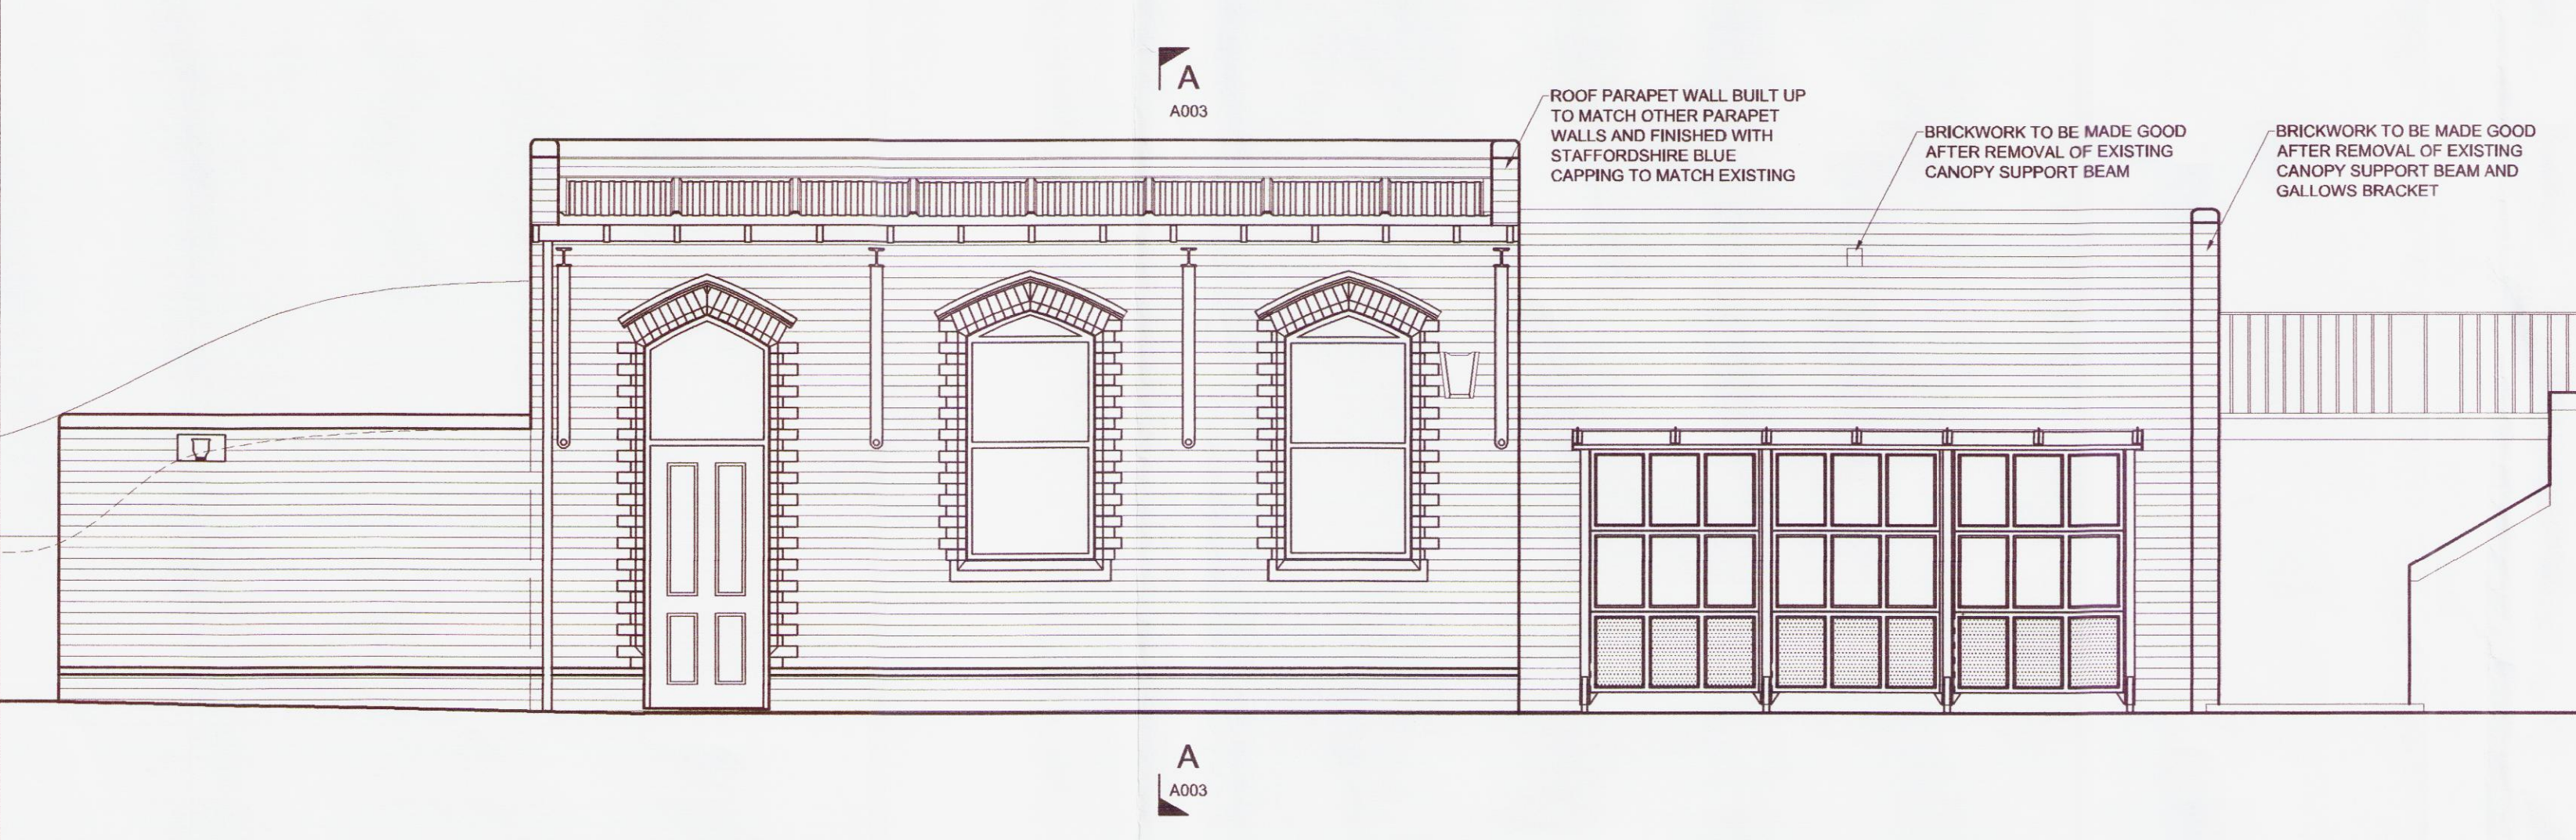 A
A003
ROOF PARAPET WALL BUILT UP
TO MATCH OTHER PARAPET
WALLS AND FINISHED WITH
STAFFORDSHIRE BLUE
CAPPING TO MATCH EXISTING
BRICKWORK TO BE MADE GOOD
AFTER REMOVAL OF EXISTING
CANOPY SUPPORT BEAM
BRICKWORK TO BE MADE GOOD
AFTER REMOVAL OF EXISTING
CANOPY SUPPORT BEAM AND
GALLOWS BRACKET
A
A003